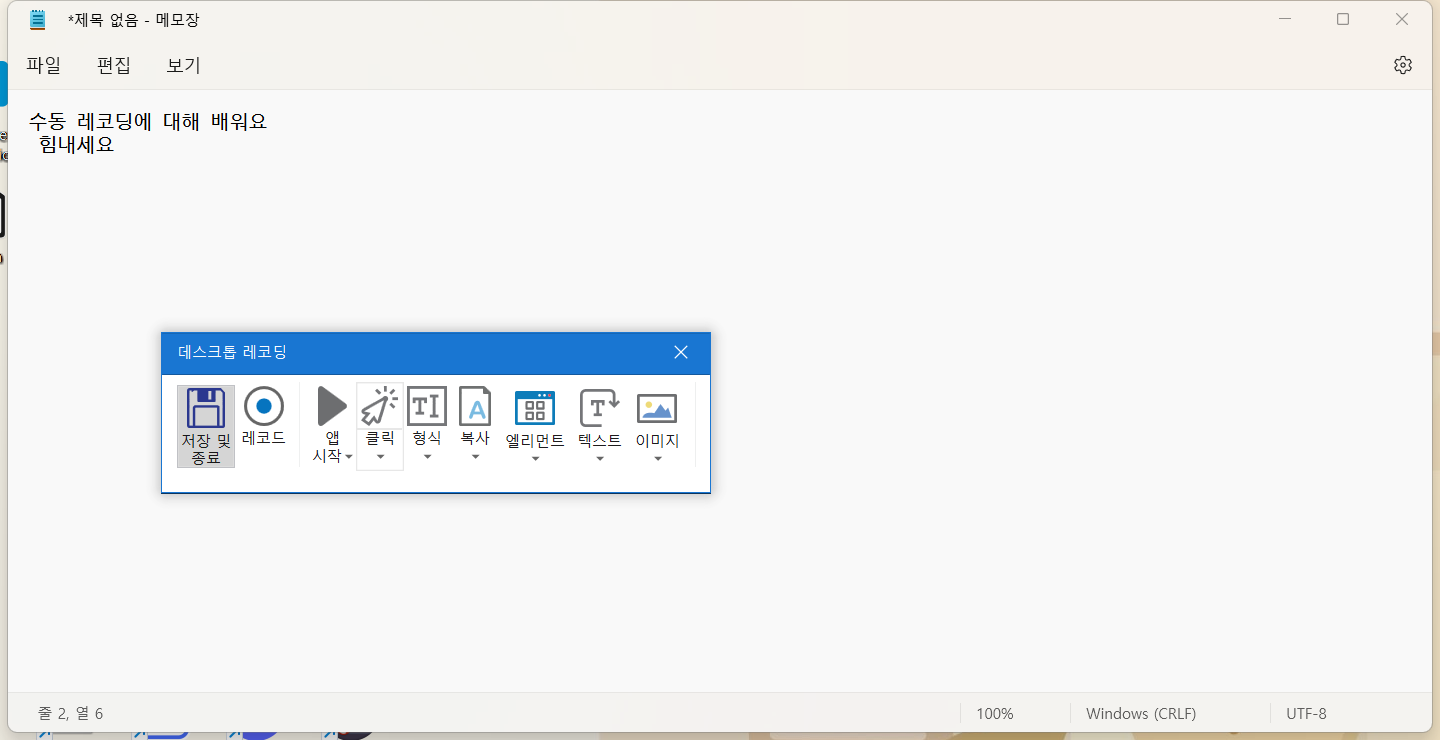 *제목 없음 - 메모장
파일 편집 보기
수동 레코딩에 대해 배워요
힘내세요
데스크톱 레코딩
저장 및 종료
레코드
앱 시작
클릭
형식
복사
엘리먼트
텍스트
이미지
줄 2, 열 6
100%
Windows (CRLF)
UTF-8